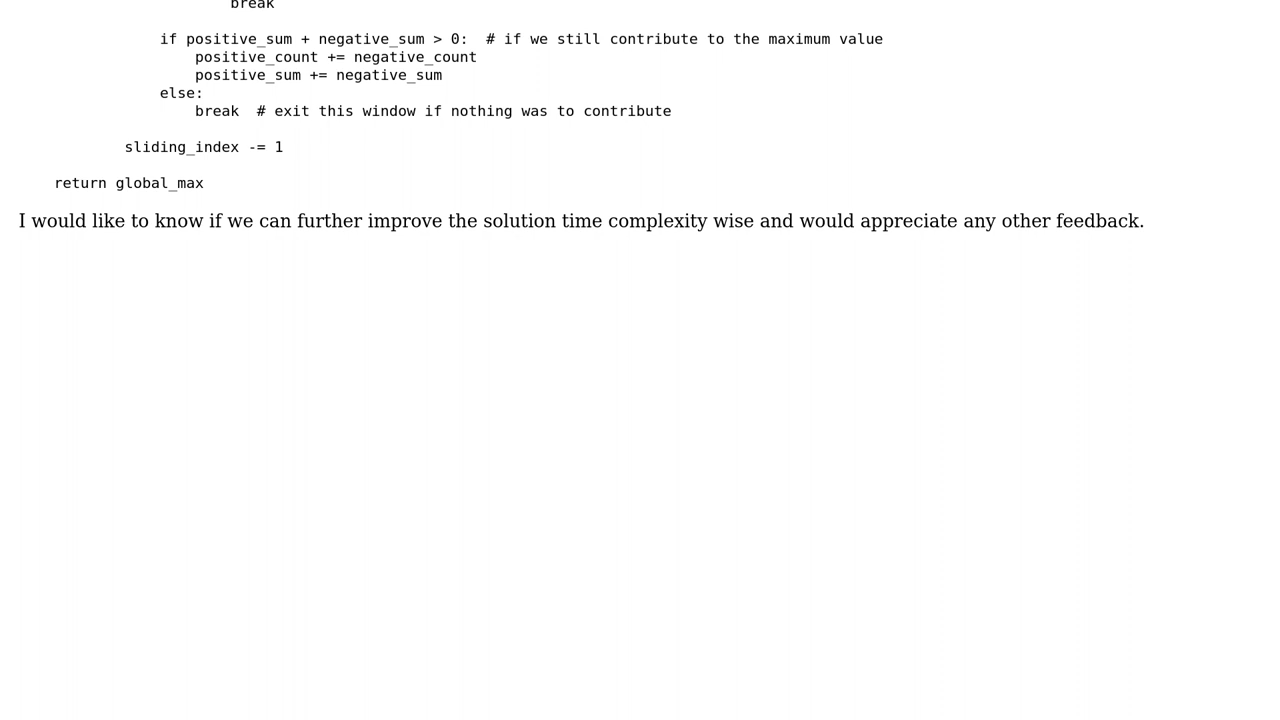 break
if positive_sum + negative_sum > 0:  # if we still contribute to the maximum value
positive_count += negative_count
positive_sum += negative_sum
else:
break  # exit this window if nothing was to contribute
sliding_index -= 1
return global_max
I would like to know if we can further improve the solution time complexity wise and would appreciate any other feedback.